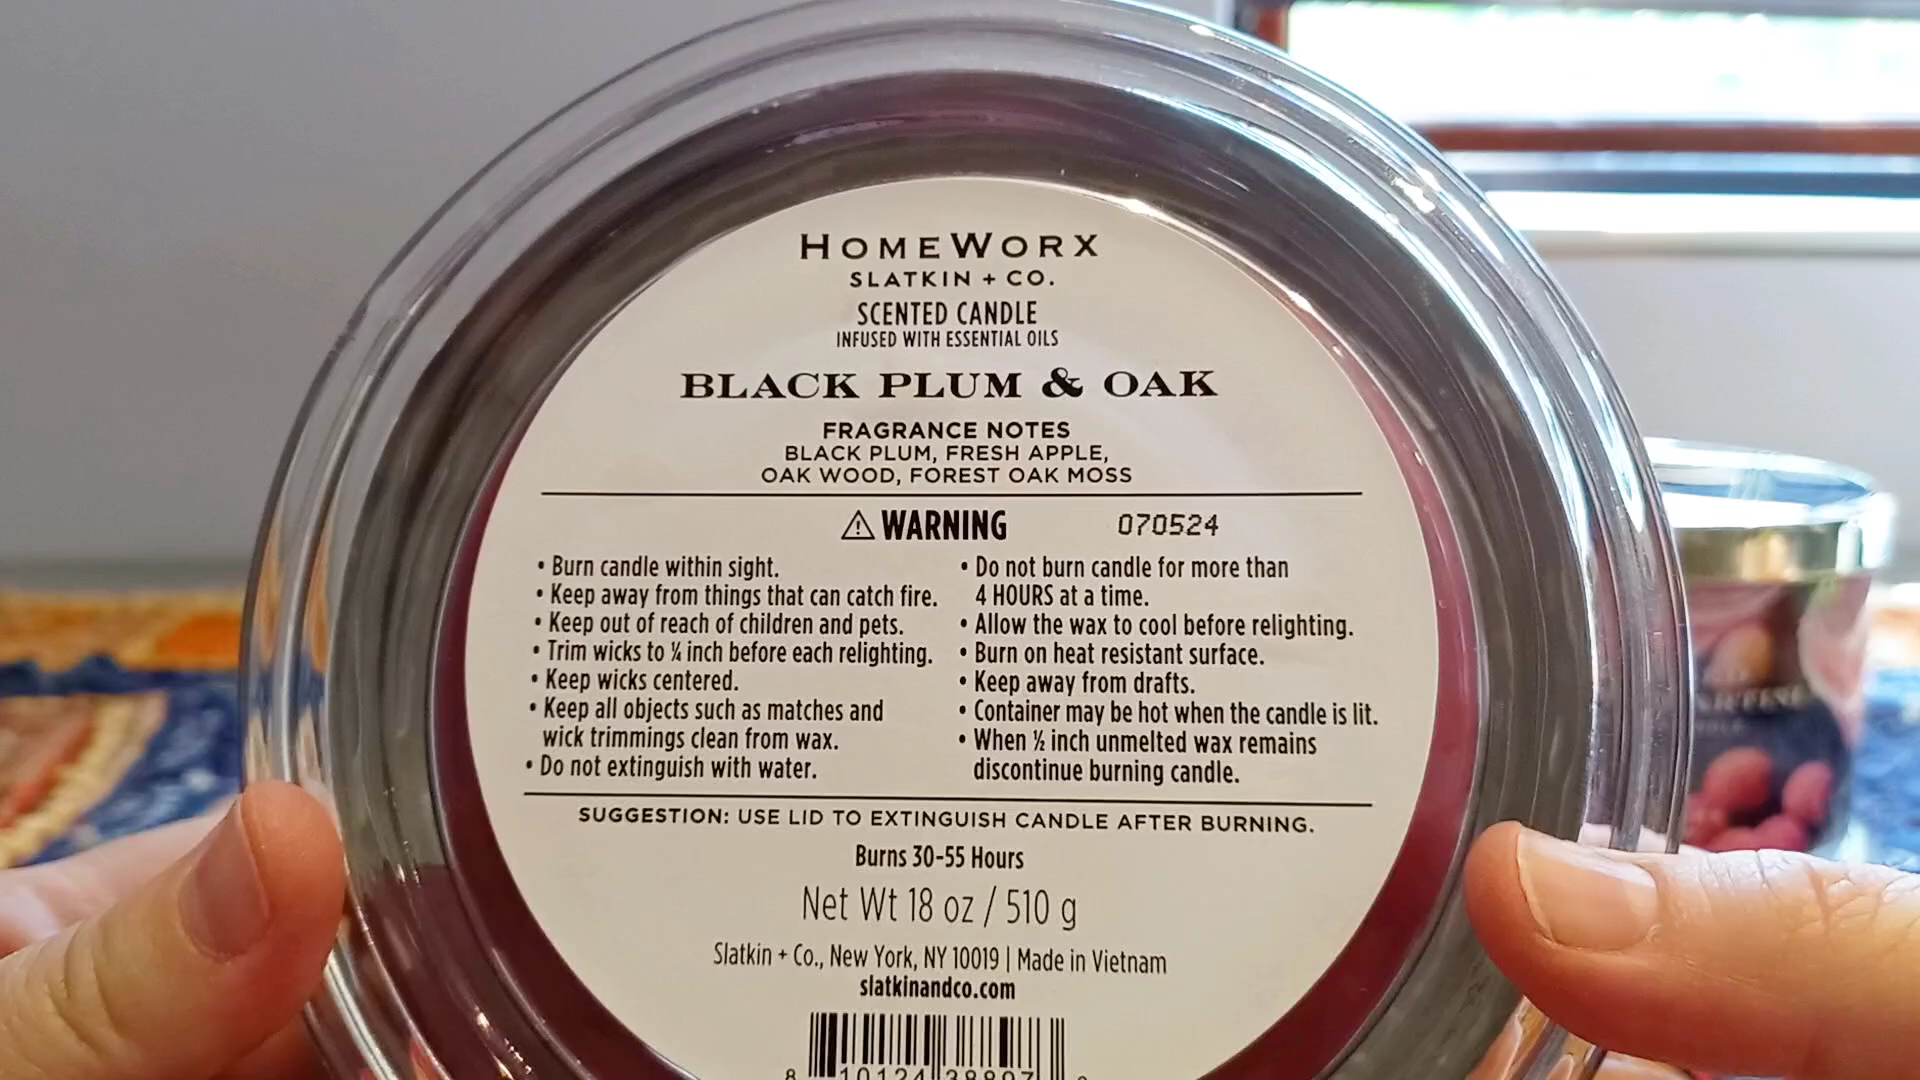 HOMEWORX
SLATKIN + CO.
SCENTED CANDLE
INFUSED WITH ESSENTIAL OILS
BLACK PLUM & OAK
FRAGRANCE NOTES
BLACK PLUM, FRESH APPLE,
OAK WOOD, FOREST OAK MOSS
WARNING 070524
• Burn candle within sight.
• Keep away from things that can catch fire.
• Keep out of reach of children and pets.
• Trim wicks to ¼ inch before each relighting.
• Keep wicks centered.
• Keep all objects such as matches and
wick trimmings clean from wax.
• Do not extinguish with water.
• Do not burn candle for more than
4 HOURS at a time.
• Allow the wax to cool before relighting.
• Burn on heat resistant surface.
• Keep away from drafts.
• Container may be hot when the candle is lit.
• When ½ inch unmelted wax remains
discontinue burning candle.
SUGGESTION: USE LID TO EXTINGUISH CANDLE AFTER BURNING.
Burns 30-55 Hours
Net Wt 18 oz / 510 g
Slatkin + Co., New York, NY 10019 | Made in Vietnam
slatkinandco.com